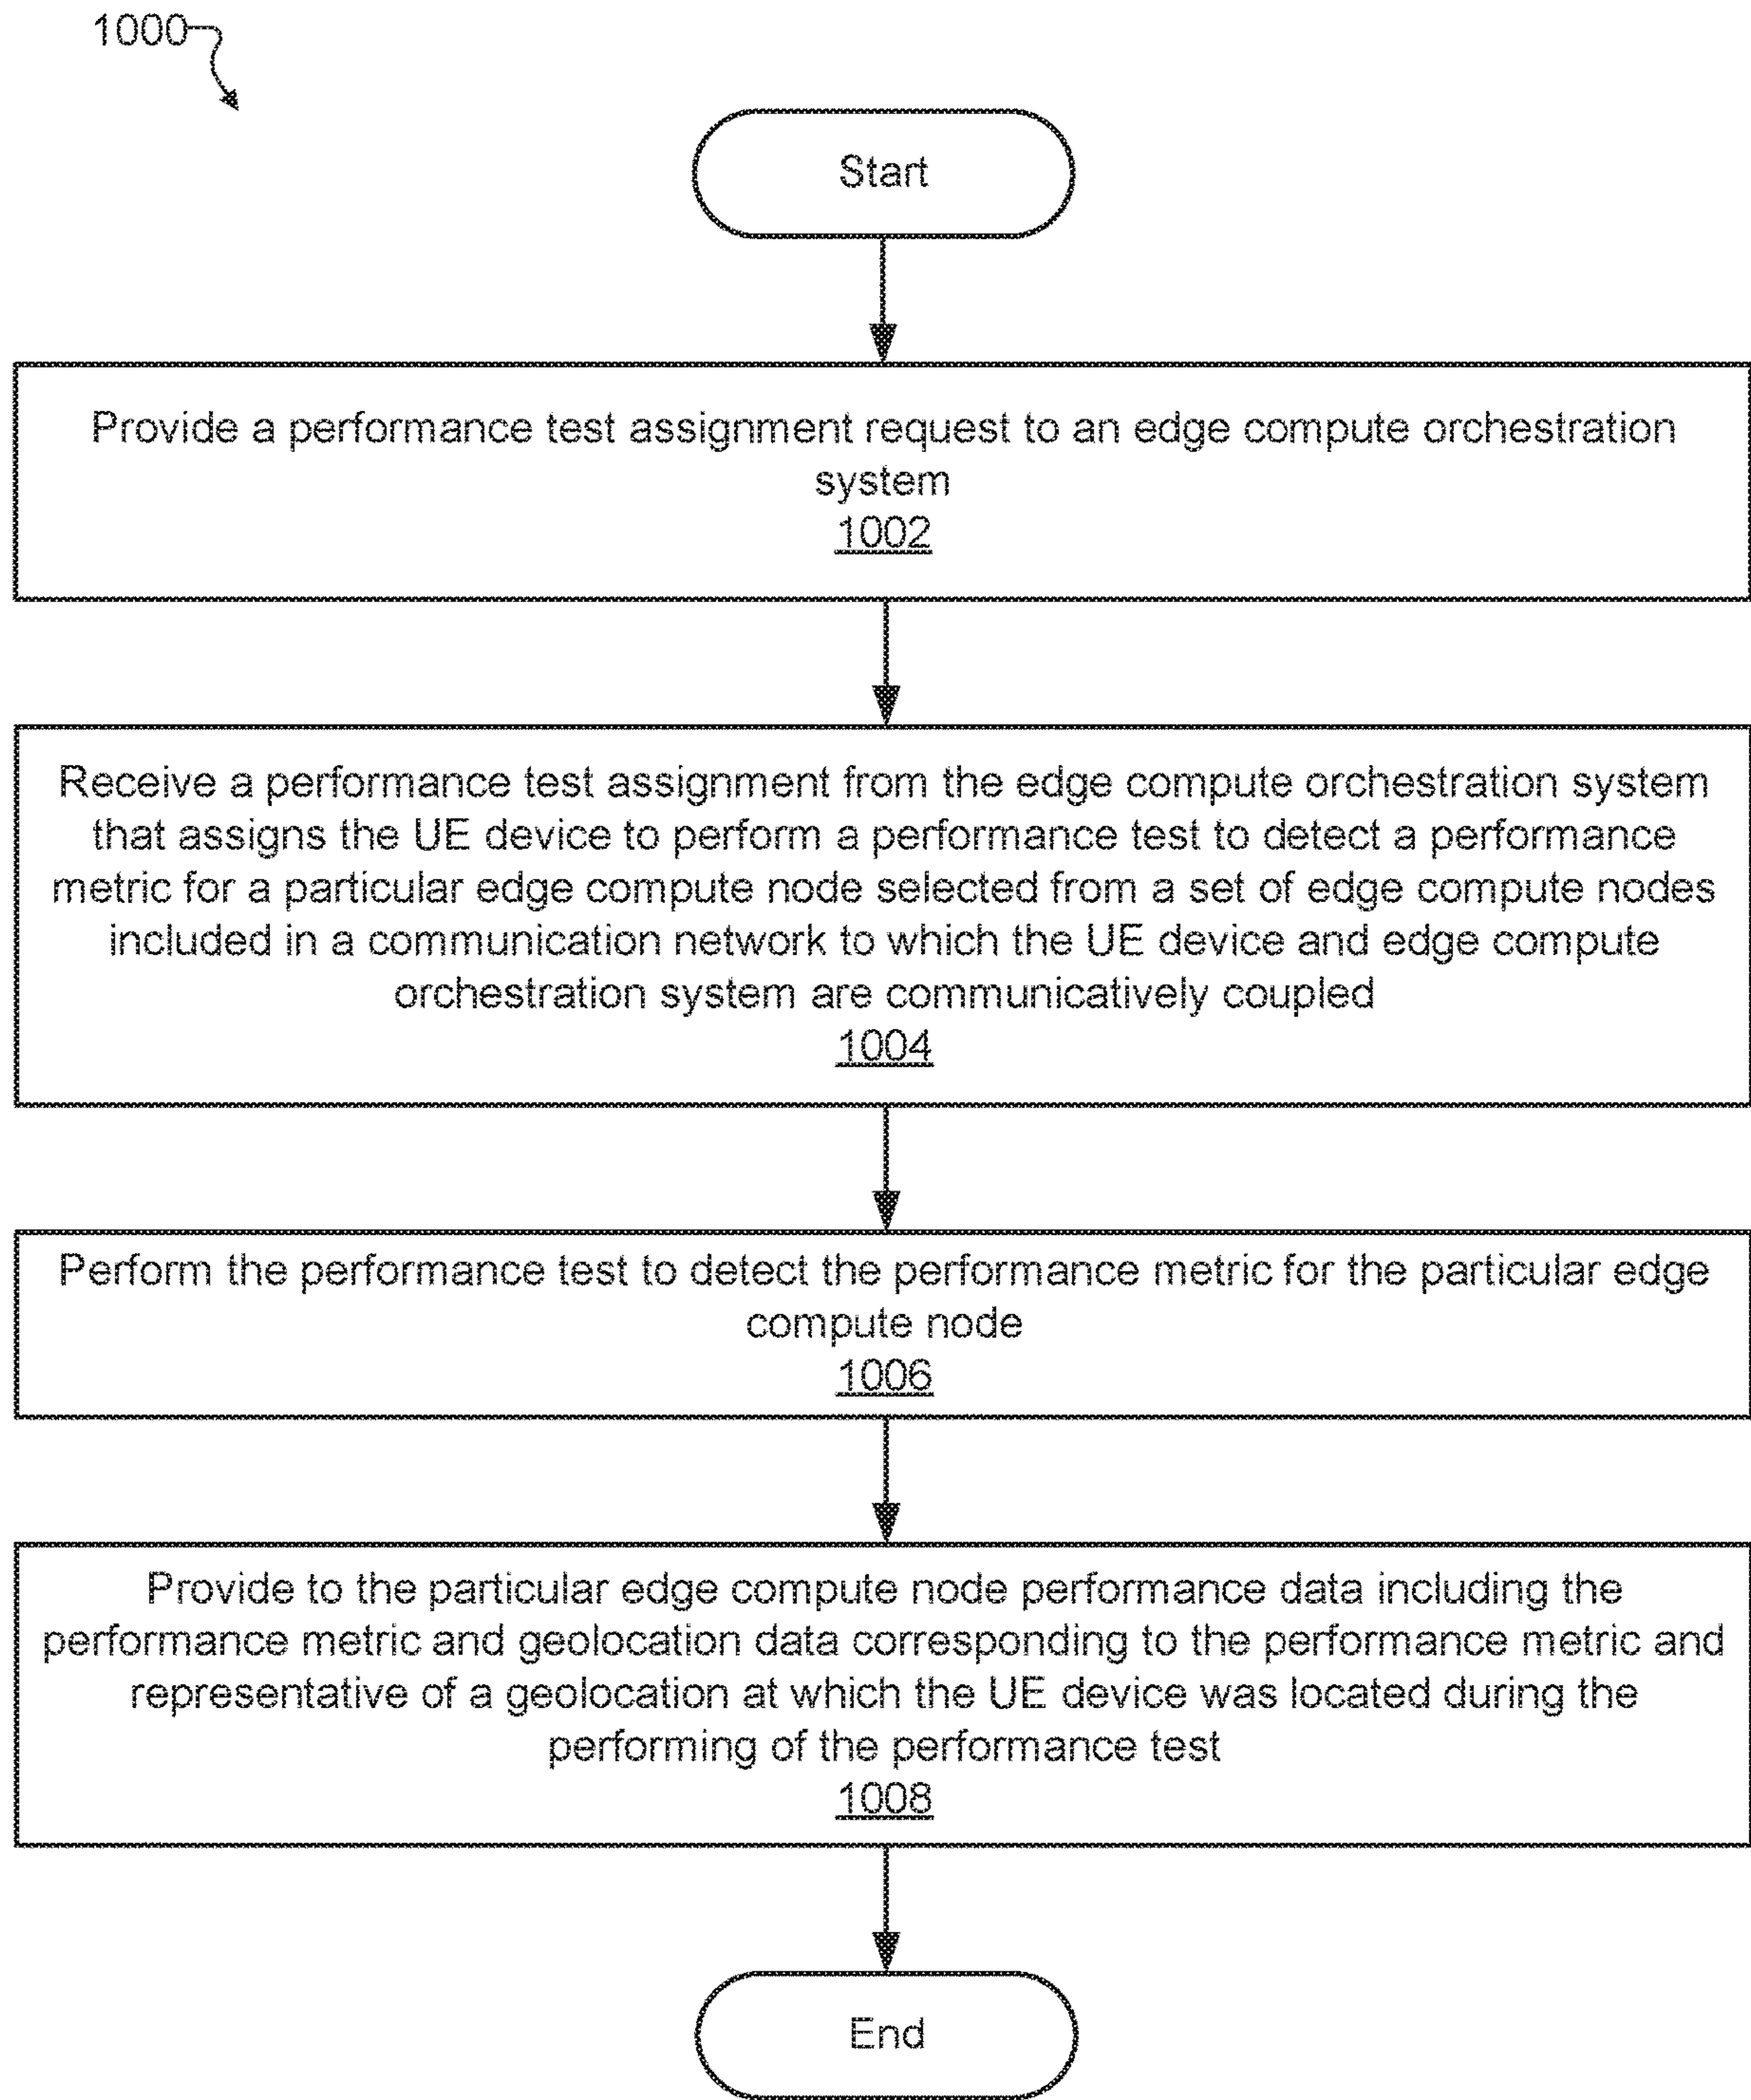 1000
Start
Provide a performance test assignment request to an edge compute orchestration
system
1002
Receive a performance test assignment from the edge compute orchestration system
that assigns the UE device to perform a performance test to detect a performance
metric for a particular edge compute node selected from a set of edge compute nodes
included in a communication network to which the UE device and edge compute
orchestration system are communicatively coupled
1004
Perform the performance test to detect the performance metric for the particular edge
compute node
1006
Provide to the particular edge compute node performance data including the
performance metric and geolocation data corresponding to the performance metric and
representative of a geolocation at which the UE device was located during the
performing of the performance test
1008
End